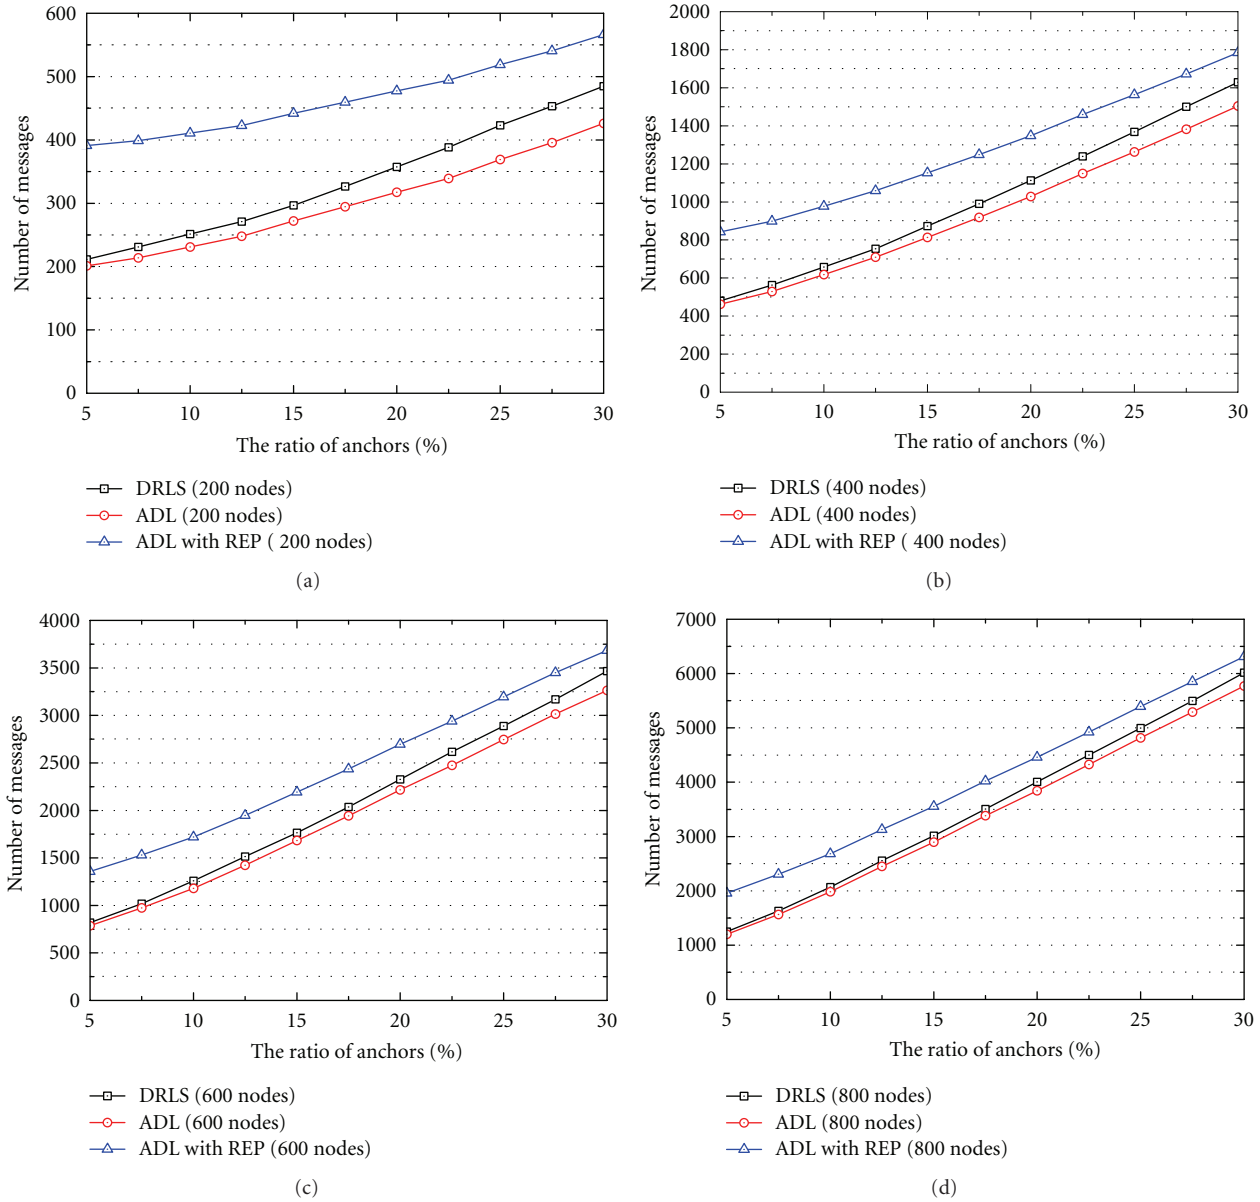 600
500
400
300
200
100
0
Number of messages
5 10 15 20 25 30
The ratio of anchors (%)
DRLS (200 nodes)
ADL (200 nodes)
ADL with REP ( 200 nodes)
(a)
2000
1800
1600
1400
1200
1000
800
600
400
200
0
Number of messages
5 10 15 20 25 30
The ratio of anchors (%)
DRLS (400 nodes)
ADL (400 nodes)
ADL with REP ( 400 nodes)
(b)
4000
3500
3000
2500
2000
1500
1000
500
0
Number of messages
5 10 15 20 25 30
The ratio of anchors (%)
DRLS (600 nodes)
ADL (600 nodes)
ADL with REP (600 nodes)
(c)
7000
6000
5000
4000
3000
2000
1000
0
Number of messages
5 10 15 20 25 30
The ratio of anchors (%)
DRLS (800 nodes)
ADL (800 nodes)
ADL with REP (800 nodes)
(d)